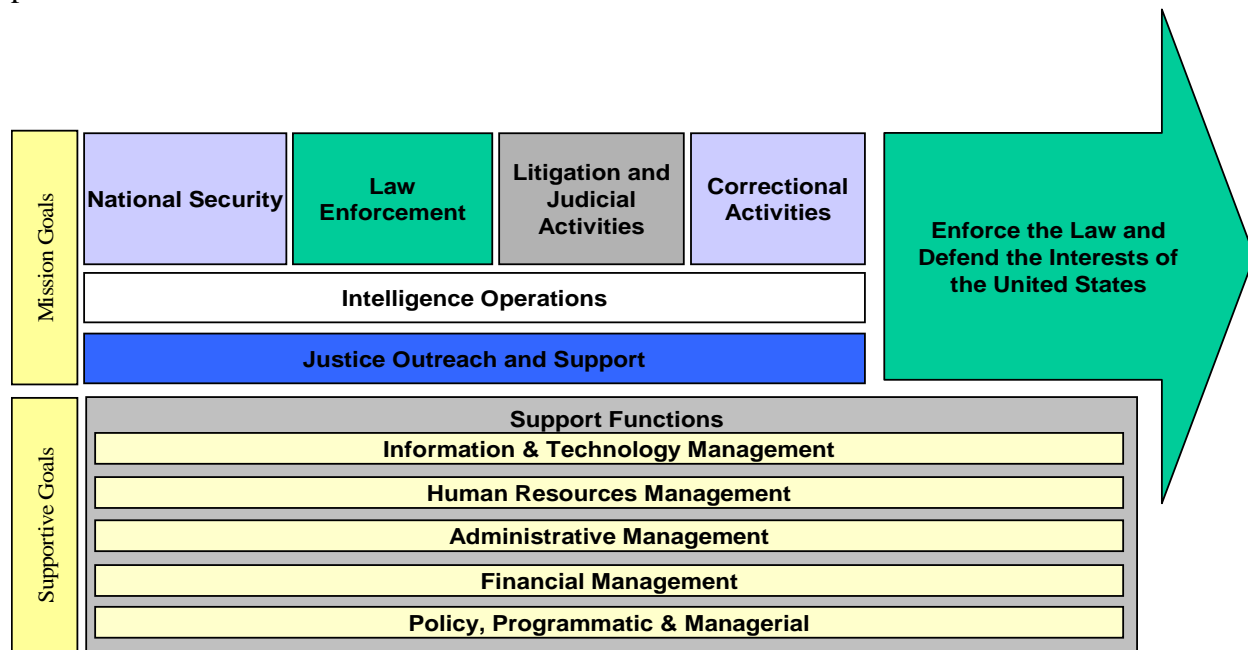 Mission Goals
National Security
Law
Enforcement
Litigation and
Judicial
Activities
Correctional
Activities
Intelligence Operations
Justice Outreach and Support
Enforce the Law and
Defend the Interests of
the United States
Supportive Goals
Support Functions
Information & Technology Management
Human Resources Management
Administrative Management
Financial Management
Policy, Programmatic & Managerial